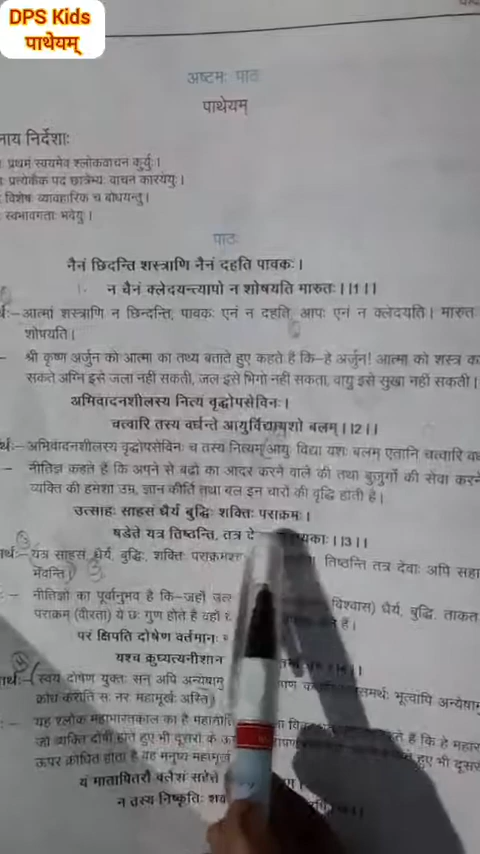 DPS Kids
पाथेयम्
अष्टमः पाठः
पाथेयम्
नाय निर्देशाः
प्रथमं स्वयमेव श्लोकवाचनं कुर्युः।
प्रत्येकैक पद छात्रेभ्यः वाचनं कारयेयुः।
विशेषः व्यावहारिक च बोधयन्तु।
स्वभावगताः भवेयु।
पाठः
नैनं छिदन्ति शस्त्राणि नैनं दहति पावकः।
न चैनं क्लेदयन्त्यापो न शोषयति मारुतः।।1।।
आत्मां शस्त्राणि न छिन्दन्ति, पावकः एनं न दहति, आपः एनं न क्लेदयति। मारुत
शोषयति।
श्री कृष्ण अर्जुन को आत्मा का तथ्य बताते हुए कहते हैं कि–हे अर्जुन! आत्मा को शस्त्र का
सकते अग्नि इसे जला नहीं सकती, जल इसे भिगो नहीं सकता, वायु इसे सुखा नहीं सकती।
अभिवादनशीलस्य नित्य वृद्धोपसेविनः।
चत्वारि तस्य वर्धन्ते आयुर्विद्यायशो बलम्।।2।।
अभिवादनशीलस्य वृद्धोपसेविनः च तस्य नित्यम् आयु विद्या यशः बलम् एतानि चत्वारि
नीतिज्ञ कहते हैं कि अपने से बढ़ो का आदर करने वाले की तथा बुजुर्गों की सेवा करने
व्यक्ति की हमेशा उम्र, ज्ञान कीर्ति तथा बल इन चारों की वृद्धि होती है।
उत्साहः साहसं धैर्यं बुद्धिः शक्तिः पराक्रमः।
षडेते यत्र तिष्ठन्ति, तत्र यकाः।।3।।
यत्र साहसं धैर्य, बुद्धिः, शक्तिः तिष्ठन्ति तत्र देवाः अपि
भवन्ति।
नीतिज्ञों का पूर्वानुभव है कि–जहाँ विश्वास) धैर्य, बुद्धि, ताकत
पराक्रम (वीरता) ये छः गुण होते हैं वहाँ हैं।
परं क्षिपति दोषेण वर्तमानः
यश्च क्रुध्यत्यनीशान
स्वयं दोषेण युक्तः सन् अपि भूत्वापि
क्रोधं करोति सः नरः महामूर्खः अस्ति।
यह श्लोक महाभारतकाल का है कहते हैं कि हे
जो व्यक्ति दोषी होते हुए भी दूसरों के हुए भी
ऊपर क्रोधित होता है वह मनुष्य
यं मातापितरौ क्लेशं सहेते
न तस्य निष्कृतिः